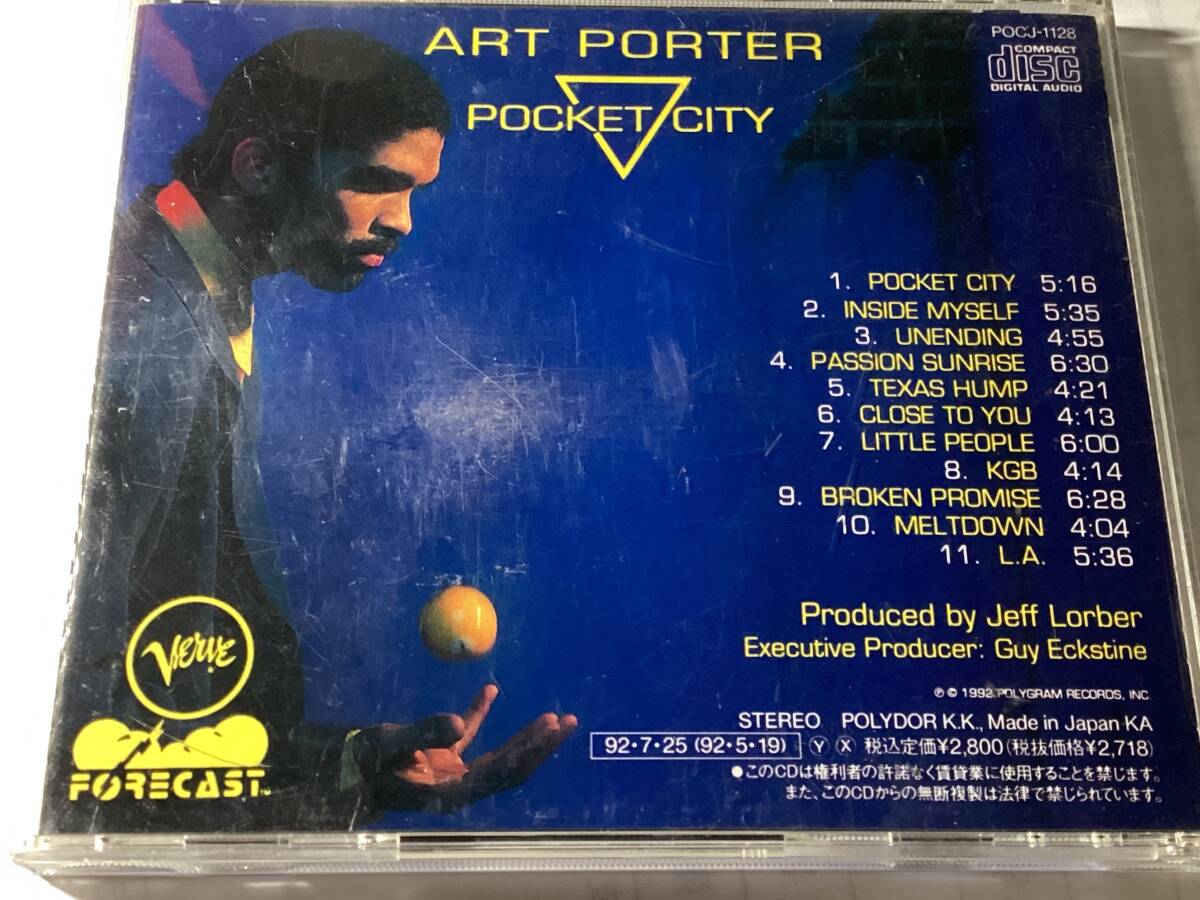 ART PORTER
POCKET CITY
POCJ-1128
COMPACT
disc
DIGITAL AUDIO
1. POCKET CITY 5:16
2. INSIDE MYSELF 5:35
3. UNENDING 4:55
4. PASSION SUNRISE 6:30
5. TEXAS HUMP 4:21
6. CLOSE TO YOU 4:13
7. LITTLE PEOPLE 6:00
8. KGB 4:14
9. BROKEN PROMISE 6:28
10. MELTDOWN 4:04
11. L.A. 5:36
Produced by Jeff Lorber
Executive Producer: Guy Eckstine
℗ © 1992 POLYGRAM RECORDS, INC.
STEREO POLYDOR K.K., Made in Japan·KA
92・7・25 (92・5・19) Y X 税込定価¥2,800(税抜価格¥2,718)
●このCDは権利者の許諾なく賃貸業に使用することを禁じます。
また、このCDからの無断複製は法律で禁じられています。
Verve
FORECAST™